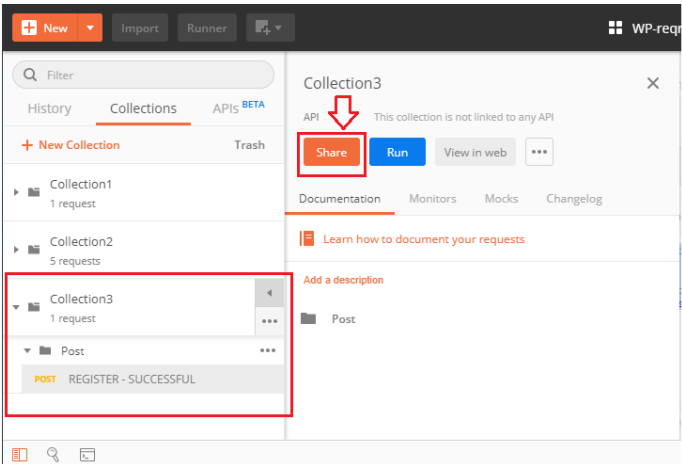 New
Import
Runner
WP-reqr
Filter
History
Collections
APIs BETA
+ New Collection
Trash
Collection1
1 request
Collection2
5 requests
Collection3
1 request
Post
POST REGISTER - SUCCESSFUL
Collection3
API
This collection is not linked to any API
Share
Run
View in web
Documentation
Monitors
Mocks
Changelog
Learn how to document your requests
Add a description
Post